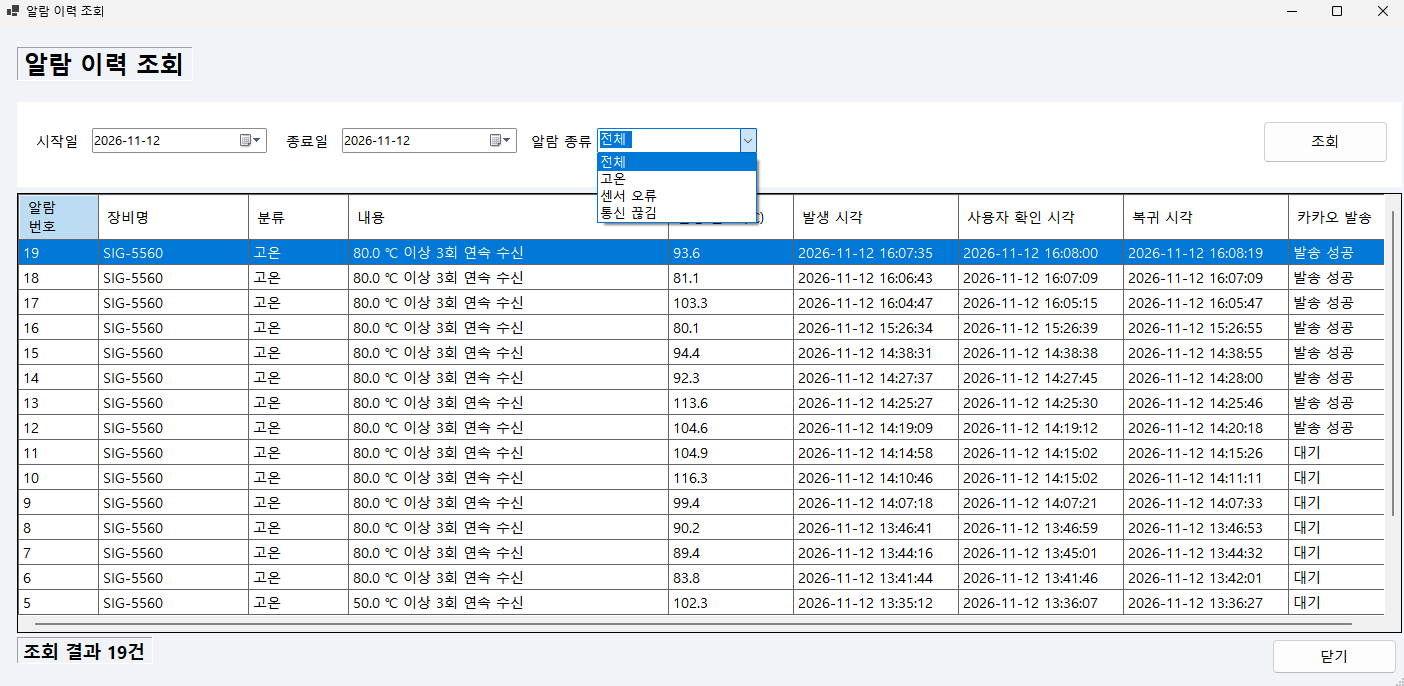 알람 이력 조회
알람 이력 조회
시작일 2026-11-12 종료일 2026-11-12 알람 종류 전체 조회
전체
고온
센서 오류
통신 끊김
알람 번호 장비명 분류 내용 발생 시각 사용자 확인 시각 복귀 시각 카카오 발송
19 SIG-5560 고온 80.0 ℃ 이상 3회 연속 수신 93.6 2026-11-12 16:07:35 2026-11-12 16:08:00 2026-11-12 16:08:19 발송 성공
18 SIG-5560 고온 80.0 ℃ 이상 3회 연속 수신 81.1 2026-11-12 16:06:43 2026-11-12 16:07:09 2026-11-12 16:07:09 발송 성공
17 SIG-5560 고온 80.0 ℃ 이상 3회 연속 수신 103.3 2026-11-12 16:04:47 2026-11-12 16:05:15 2026-11-12 16:05:47 발송 성공
16 SIG-5560 고온 80.0 ℃ 이상 3회 연속 수신 80.1 2026-11-12 15:26:34 2026-11-12 15:26:39 2026-11-12 15:26:55 발송 성공
15 SIG-5560 고온 80.0 ℃ 이상 3회 연속 수신 94.4 2026-11-12 14:38:31 2026-11-12 14:38:38 2026-11-12 14:38:55 발송 성공
14 SIG-5560 고온 80.0 ℃ 이상 3회 연속 수신 92.3 2026-11-12 14:27:37 2026-11-12 14:27:45 2026-11-12 14:28:00 발송 성공
13 SIG-5560 고온 80.0 ℃ 이상 3회 연속 수신 113.6 2026-11-12 14:25:27 2026-11-12 14:25:30 2026-11-12 14:25:46 발송 성공
12 SIG-5560 고온 80.0 ℃ 이상 3회 연속 수신 104.6 2026-11-12 14:19:09 2026-11-12 14:19:12 2026-11-12 14:20:18 발송 성공
11 SIG-5560 고온 80.0 ℃ 이상 3회 연속 수신 104.9 2026-11-12 14:14:58 2026-11-12 14:15:02 2026-11-12 14:15:26 대기
10 SIG-5560 고온 80.0 ℃ 이상 3회 연속 수신 116.3 2026-11-12 14:10:46 2026-11-12 14:15:02 2026-11-12 14:11:11 대기
9 SIG-5560 고온 80.0 ℃ 이상 3회 연속 수신 99.4 2026-11-12 14:07:18 2026-11-12 14:07:21 2026-11-12 14:07:33 대기
8 SIG-5560 고온 80.0 ℃ 이상 3회 연속 수신 90.2 2026-11-12 13:46:41 2026-11-12 13:46:59 2026-11-12 13:46:53 대기
7 SIG-5560 고온 80.0 ℃ 이상 3회 연속 수신 89.4 2026-11-12 13:44:16 2026-11-12 13:45:01 2026-11-12 13:44:32 대기
6 SIG-5560 고온 80.0 ℃ 이상 3회 연속 수신 83.8 2026-11-12 13:41:44 2026-11-12 13:41:46 2026-11-12 13:42:01 대기
5 SIG-5560 고온 50.0 ℃ 이상 3회 연속 수신 102.3 2026-11-12 13:35:12 2026-11-12 13:36:07 2026-11-12 13:36:27 대기
조회 결과 19건
닫기